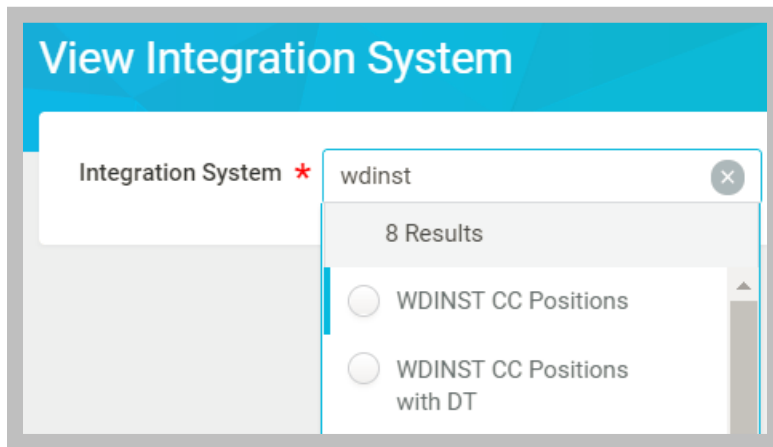 View Integration System
Integration System * wdinst
8 Results
WDINST CC Positions
WDINST CC Positions
with DT